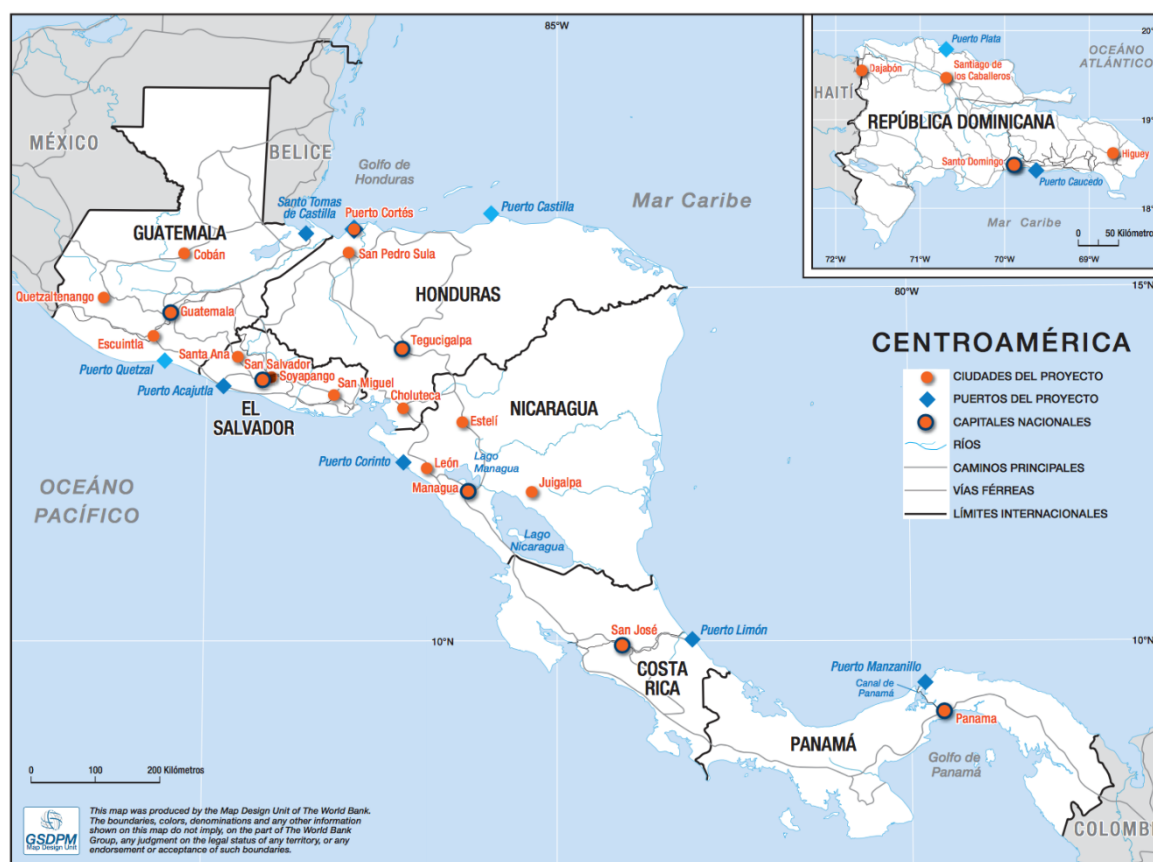 85°W
MÉXICO
BELICE
Golfo de
Honduras
Mar Caribe
Santo Tomas
de Castilla
Puerto Cortés
Puerto Castilla
GUATEMALA
Cobán
San Pedro Sula
Quetzaltenango
Guatemala
HONDURAS
Escuintla
Tegucigalpa
Santa Ana
San Salvador
Puerto Quetzal
Soyapango
San Miguel
Puerto Acajutla
Choluteca
EL
SALVADOR
NICARAGUA
Estelí
Puerto Corinto
León
Lago
Managua
Managua
Juigalpa
OCEÁNO
PACÍFICO
Lago
Nicaragua
10°N
San José
Puerto Limón
COSTA
RICA
10°N
Puerto Manzanillo
Canal de
Panamá
Panama
PANAMÁ
Golfo de
Panamá
COLOMBIA
20°
Puerto Plata
OCEÁNO
ATLÁNTICO
Dajabón
Santiago de
los Caballeros
HAITÍ
19°
REPÚBLICA DOMINICANA
Santo Domingo
Higuey
Puerto Caucedo
18°
Mar Caribe
0 50 Kilómetros
72°W
71°W
70°W
69°W
80°W
15°N
CENTROAMÉRICA
CIUDADES DEL PROYECTO
PUERTOS DEL PROYECTO
CAPITALES NACIONALES
RÍOS
CAMINOS PRINCIPALES
VÍAS FÉRREAS
LÍMITES INTERNACIONALES
0 100 200 Kilómetros
GSDPM
Map Design Unit
This map was produced by the Map Design Unit of The World Bank.
The boundaries, colors, denominations and any other information
shown on this map do not imply, on the part of The World Bank
Group, any judgment on the legal status of any territory, or any
endorsement or acceptance of such boundaries.